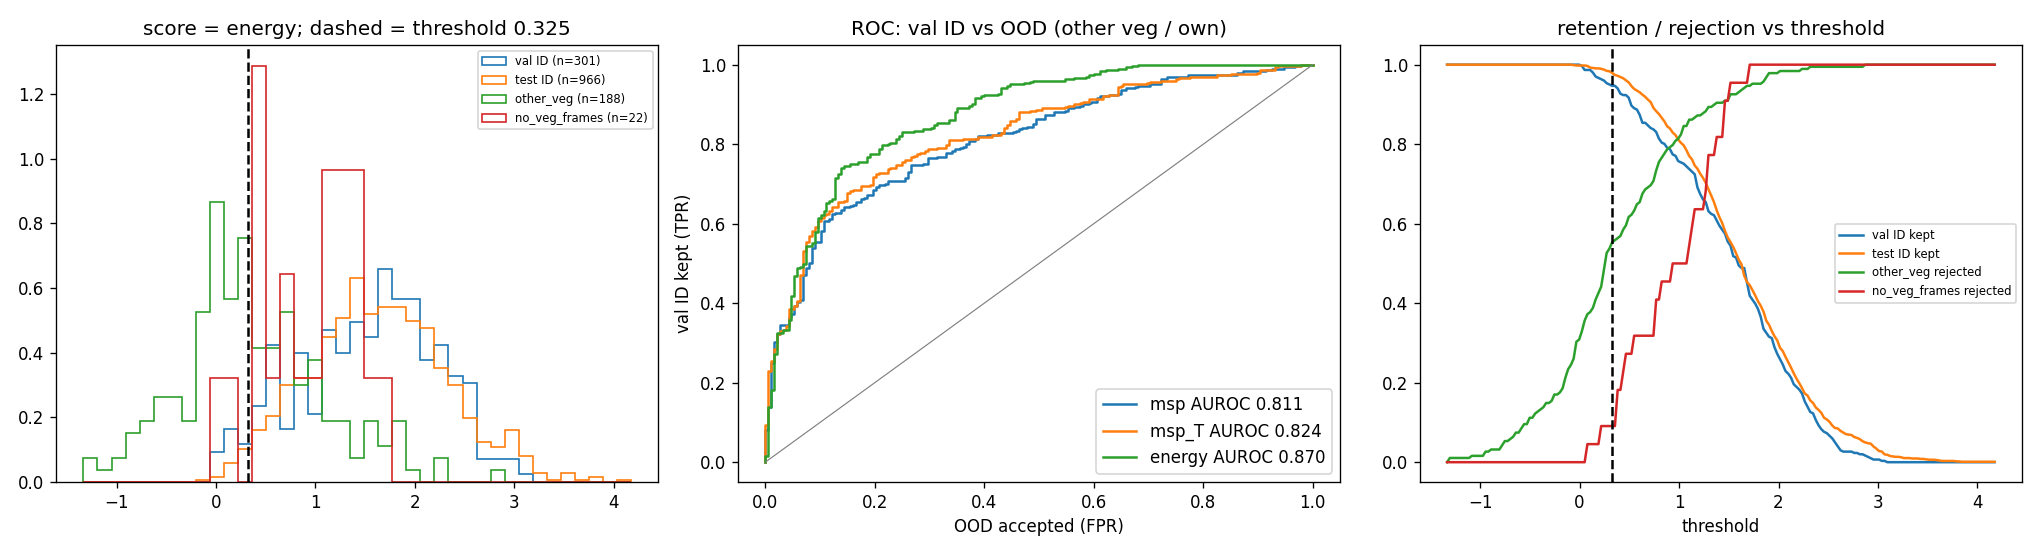 score = energy; dashed = threshold 0.325
val ID (n=301)
test ID (n=966)
other_veg (n=188)
no_veg_frames (n=22)
1.2
1.0
0.8
0.6
0.4
0.2
0.0
−1
0
1
2
3
4
ROC: val ID vs OOD (other veg / own)
val ID kept (TPR)
1.0
0.8
0.6
0.4
0.2
0.0
msp AUROC 0.811
msp_T AUROC 0.824
energy AUROC 0.870
0.0
0.2
0.4
0.6
0.8
1.0
OOD accepted (FPR)
retention / rejection vs threshold
1.0
0.8
0.6
0.4
0.2
0.0
val ID kept
test ID kept
other_veg rejected
no_veg_frames rejected
−1
0
1
2
3
4
threshold